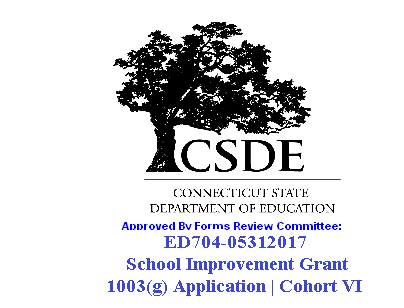 CSDE
CONNECTICUT STATE
DEPARTMENT OF EDUCATION
Approved By Forms Review Committee:
ED704-05312017
School Improvement Grant
1003(g) Application | Cohort VI